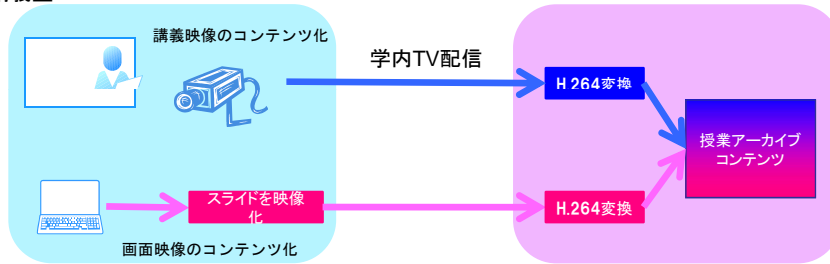 講義映像のコンテンツ化
学内TV配信
H.264変換
授業アーカイブ
コンテンツ
スライドを映像
化
H.264変換
画面映像のコンテンツ化